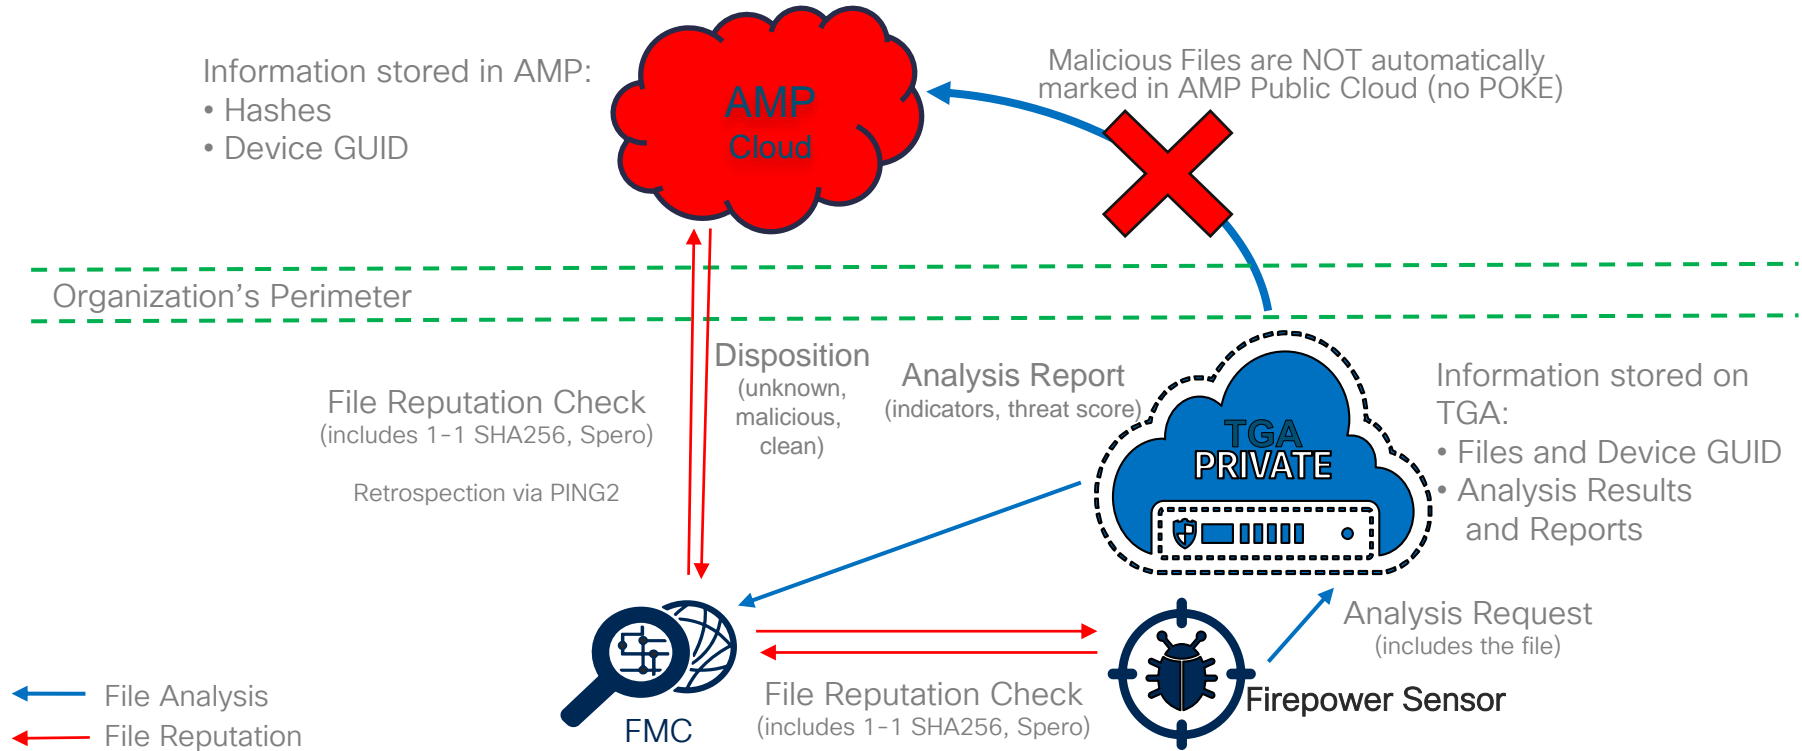 Information stored in AMP:
• Hashes
• Device GUID
AMP
Cloud
Malicious Files are NOT automatically
marked in AMP Public Cloud (no POKE)
Organization's Perimeter
File Reputation Check
(includes 1-1 SHA256, Spero)
Retrospection via PING2
Disposition
(unknown,
malicious,
clean)
Analysis Report
(indicators, threat score)
TGA
PRIVATE
Information stored on
TGA:
• Files and Device GUID
• Analysis Results
and Reports
Analysis Request
(includes the file)
Firepower Sensor
File Reputation Check
(includes 1-1 SHA256, Spero)
FMC
File Analysis
File Reputation